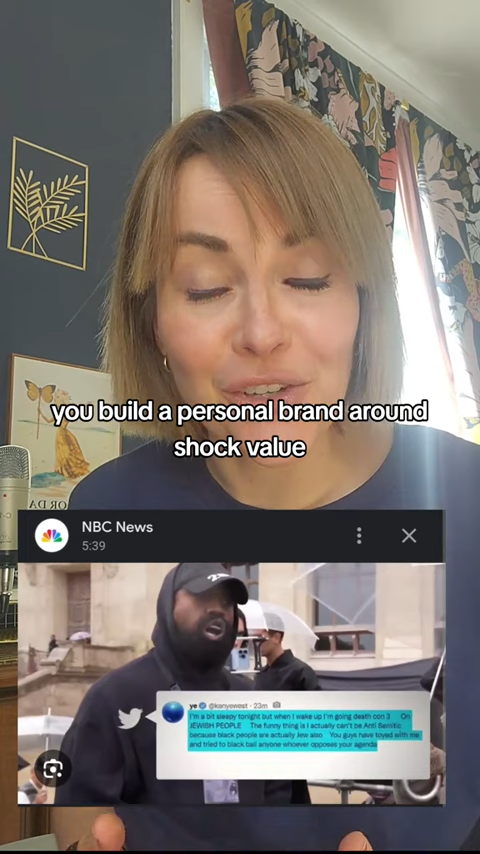 you build a personal brand around
shock value
NBC News
5:39
ye @kanyewest · 23m
I'm a bit sleepy tonight but when I wake up I'm going death con 3 On
JEWISH PEOPLE The funny thing is I actually can't be Anti Semitic
because black people are actually Jew also You guys have toyed with me
and tried to black ball anyone whoever opposes your agenda